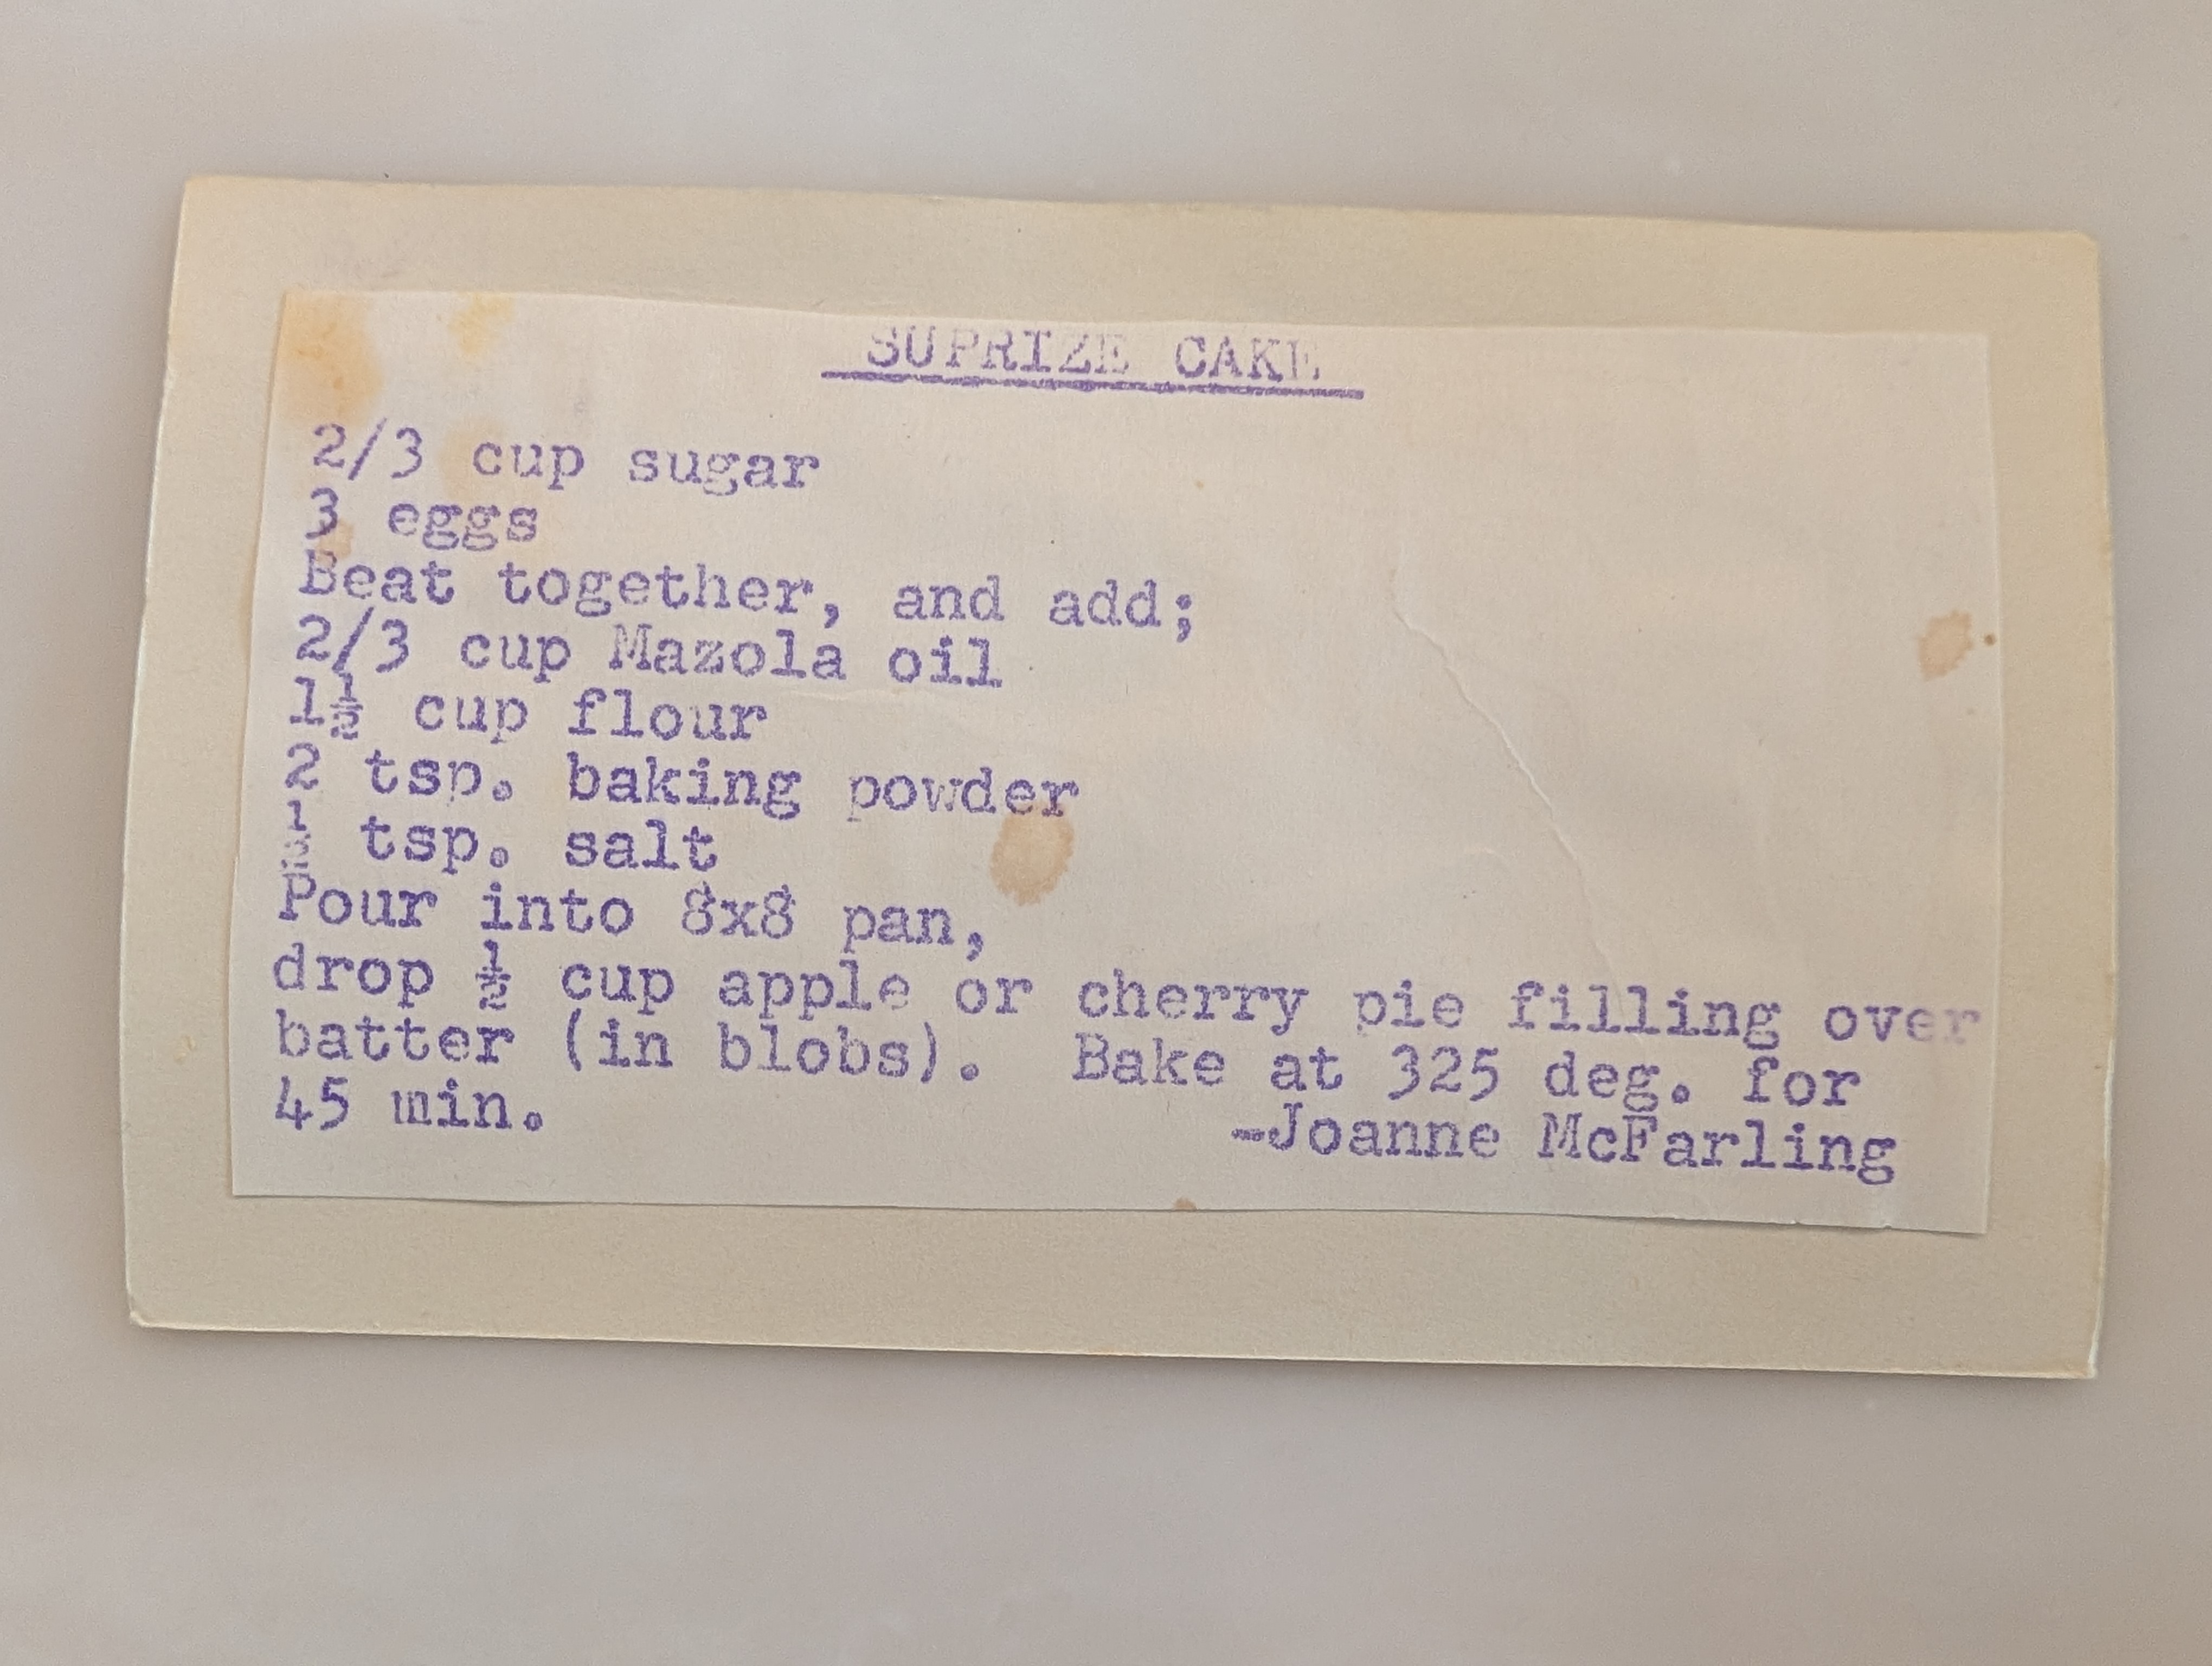 SUPRIZE CAKE
2/3 cup sugar
3 eggs
Beat together, and add;
2/3 cup Mazola oil
1½ cup flour
2 tsp. baking powder
½ tsp. salt
Pour into 8x8 pan,
drop ½ cup apple or cherry pie filling over
batter (in blobs). Bake at 325 deg. for
45 min.
-Joanne McFarling